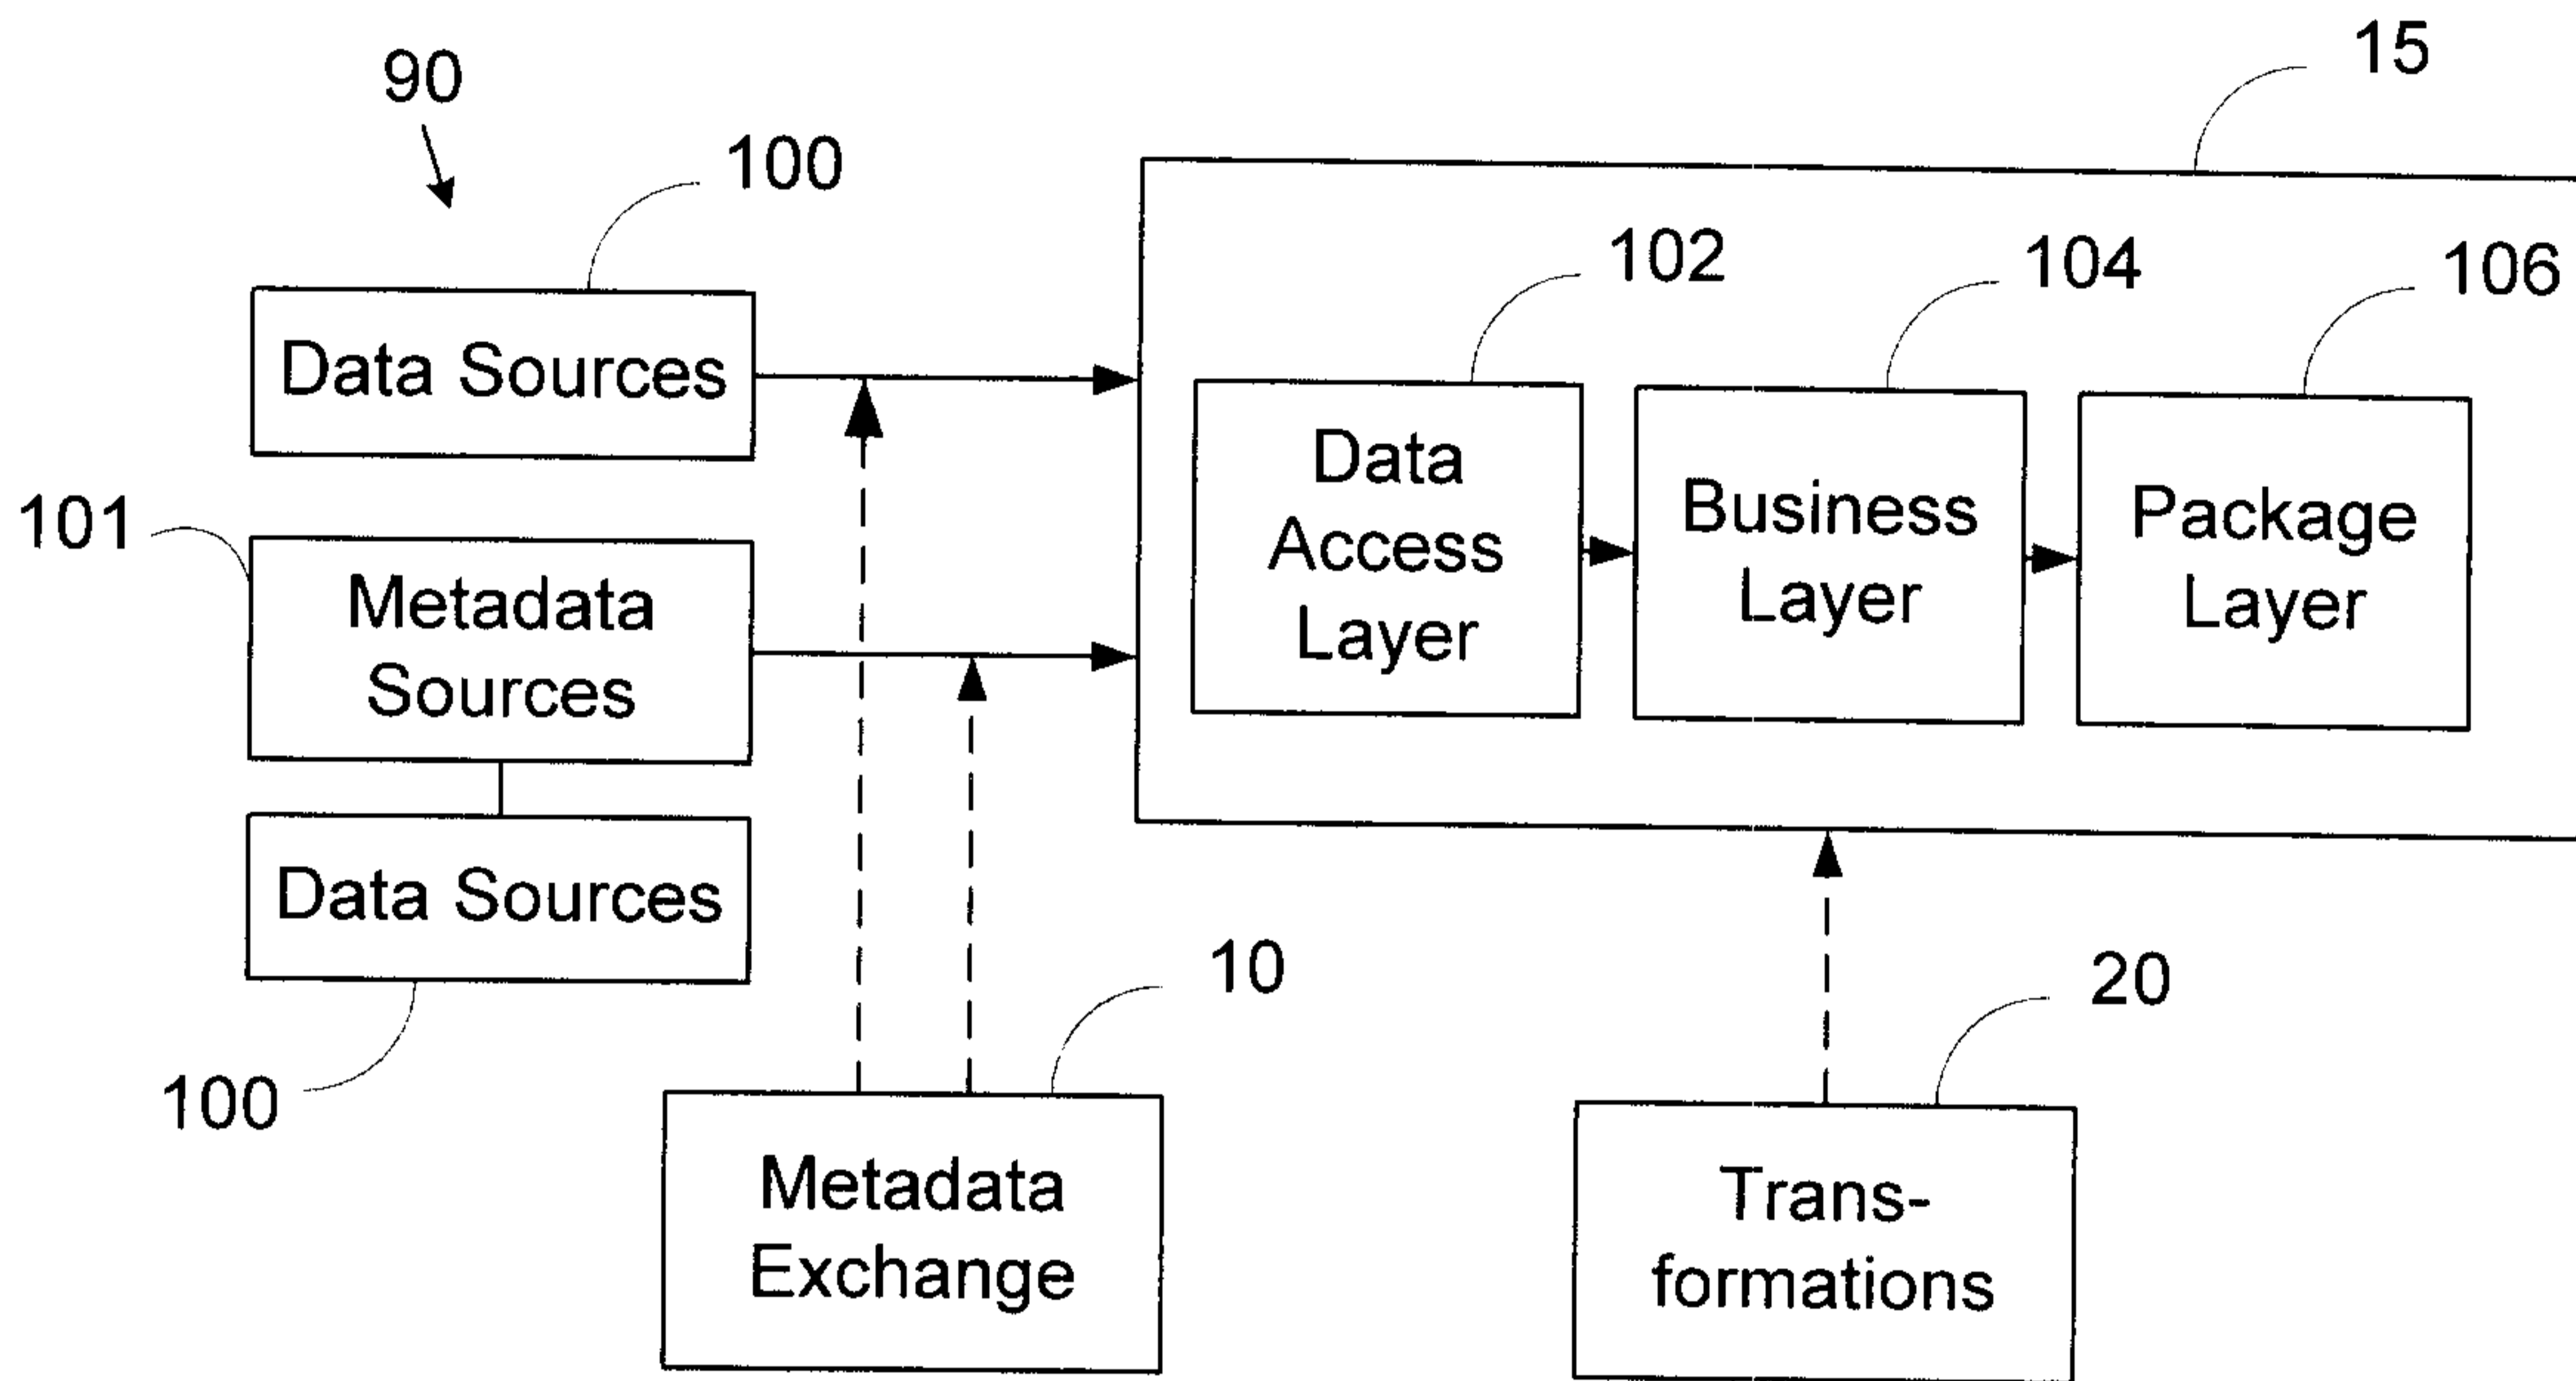 15
90
100
102
104
106
Data Sources
101
Data
Access
Layer
Business
Layer
Package
Layer
Metadata
Sources
Data Sources
10
20
100
Metadata
Exchange
Trans-
formations